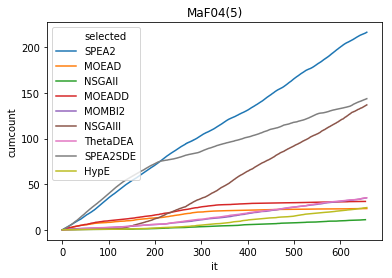 MaF04(5)
cumcount
200
150
100
50
0
selected
SPEA2
MOEAD
NSGAII
MOEADD
MOMBI2
NSGAIII
ThetaDEA
SPEA2SDE
HypE
0 100 200 300 400 500 600
it